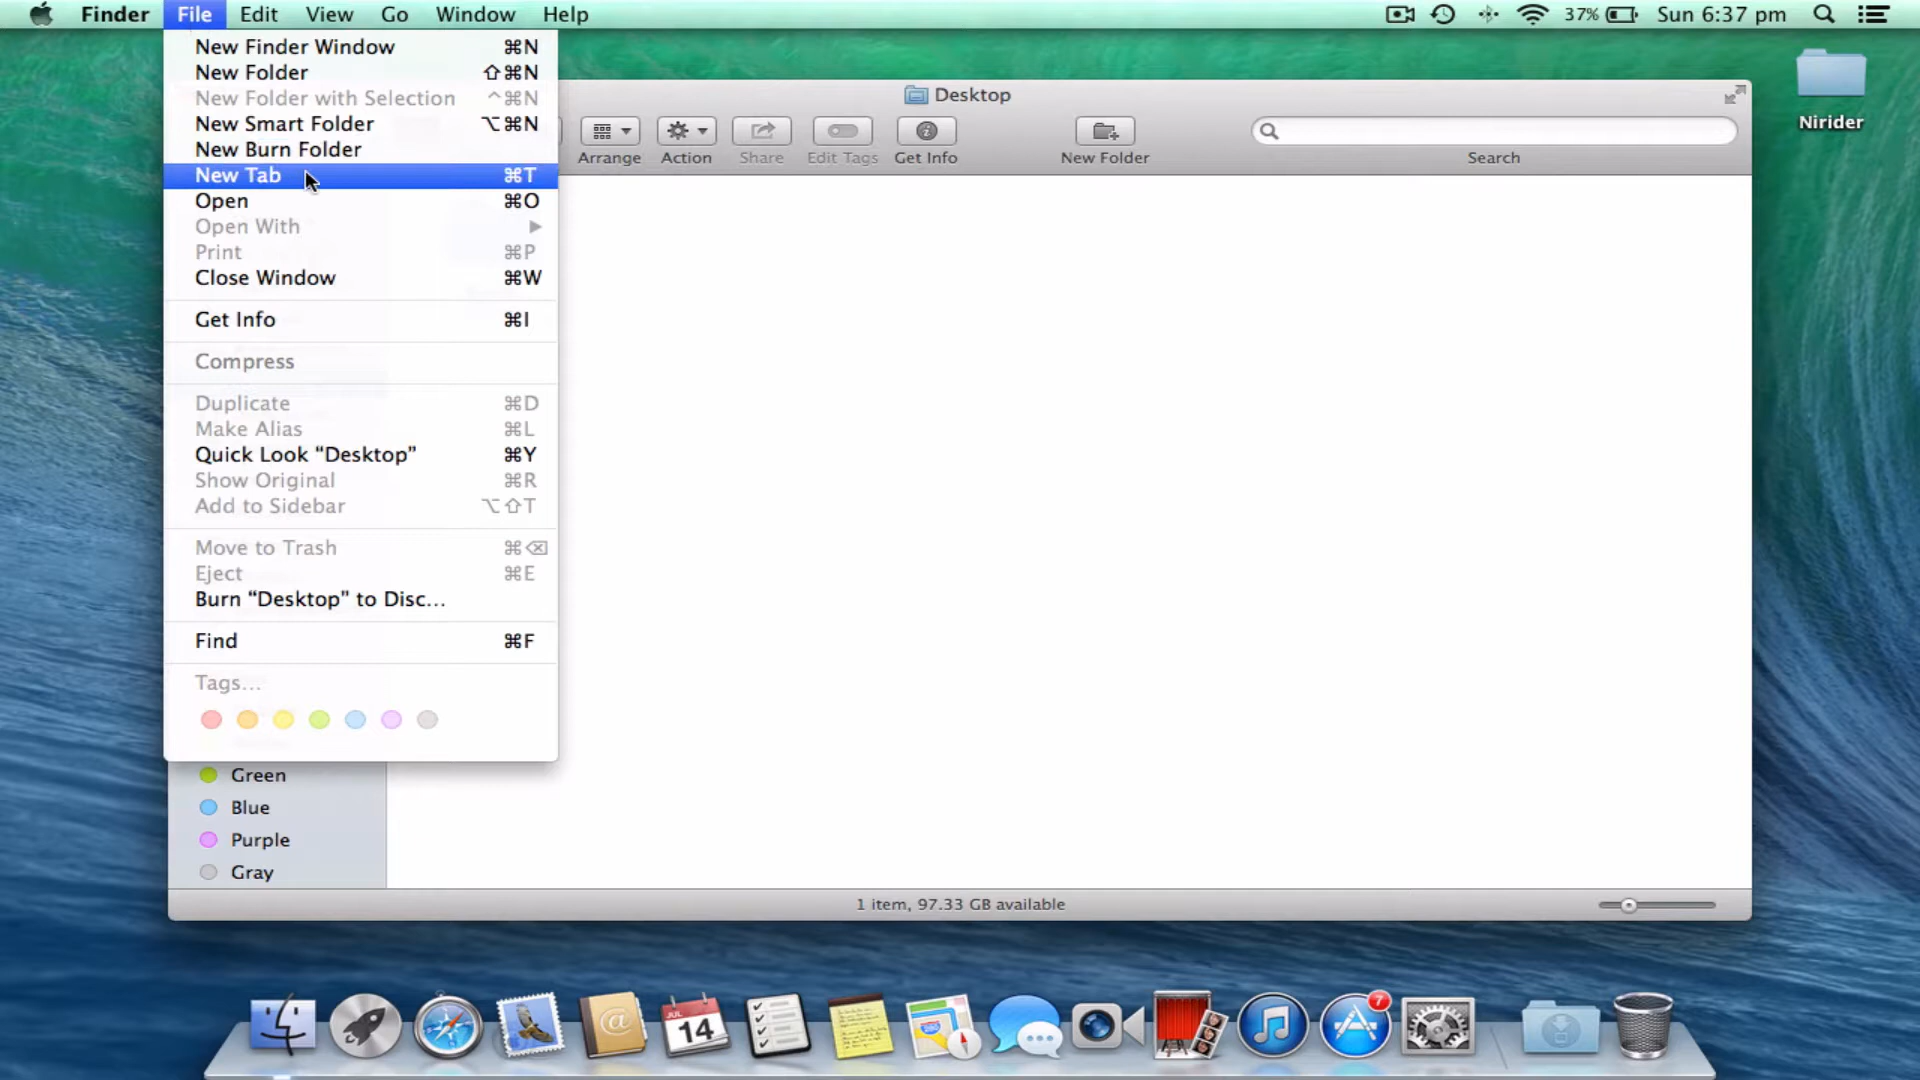 Finder File Edit View Go Window Help 37% Sun 6:37 pm
New Finder Window ⌘N
New Folder ⇧⌘N
New Folder with Selection ^⌘N
New Smart Folder ⌥⌘N
New Burn Folder
New Tab ⌘T
Open ⌘O
Open With ▶
Print ⌘P
Close Window ⌘W
Get Info ⌘I
Compress
Duplicate ⌘D
Make Alias ⌘L
Quick Look “Desktop” ⌘Y
Show Original ⌘R
Add to Sidebar ⌥⇧T
Move to Trash ⌘⌫
Eject ⌘E
Burn “Desktop” to Disc...
Find ⌘F
Tags...
Green
Blue
Purple
Gray
Desktop
Arrange Action Share Edit Tags Get Info New Folder Search
1 item, 97.33 GB available
Nirider
JUL
14
@
280
7